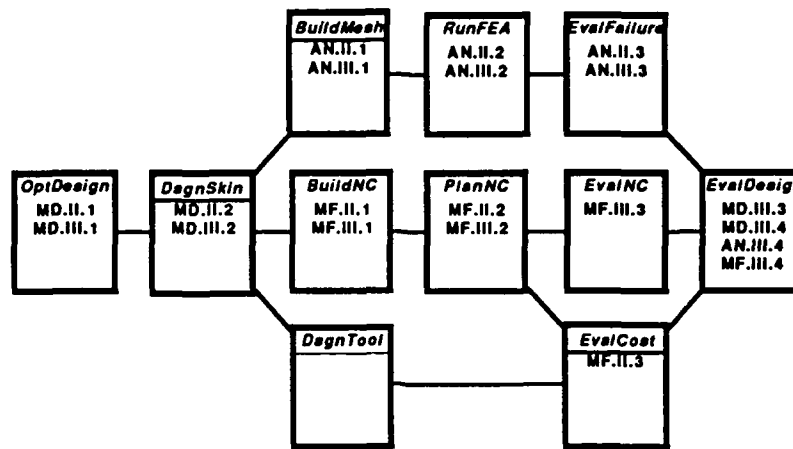 BuildMesh
AN.II.1
AN.III.1
RunFEA
AN.II.2
AN.III.2
EvalFailure
AN.II.3
AN.III.3
OptDesign
MD.II.1
MD.III.1
DsgnSkin
MD.II.2
MD.III.2
BuildNC
MF.II.1
MF.III.1
PlanNC
MF.II.2
MF.III.2
EvalNC
MF.III.3
EvalDesig
MD.III.3
MD.III.4
AN.III.4
MF.III.4
DsgnTool
EvalCost
MF.II.3